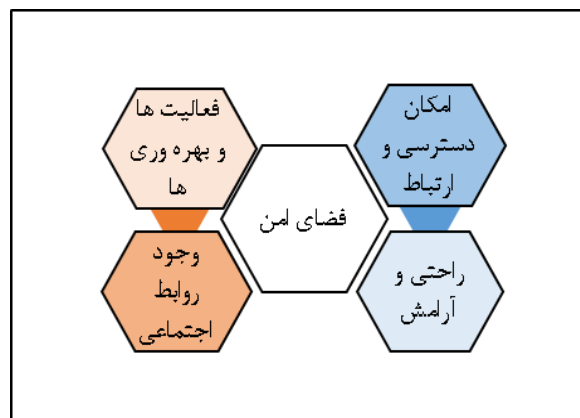 امکان
دسترسی و
ارتباط
راحتی و
آرامش
فضای امن
فعالیت ها
و بهره وری
ها
وجود
روابط
اجتماعی